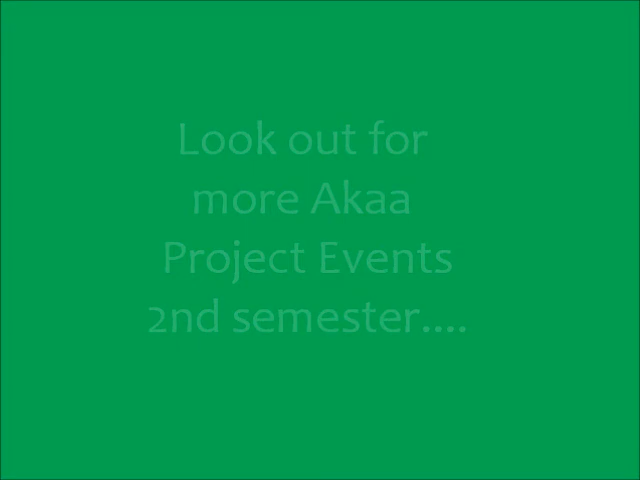 Look out for
more Akaa
Project Events
2nd semester....